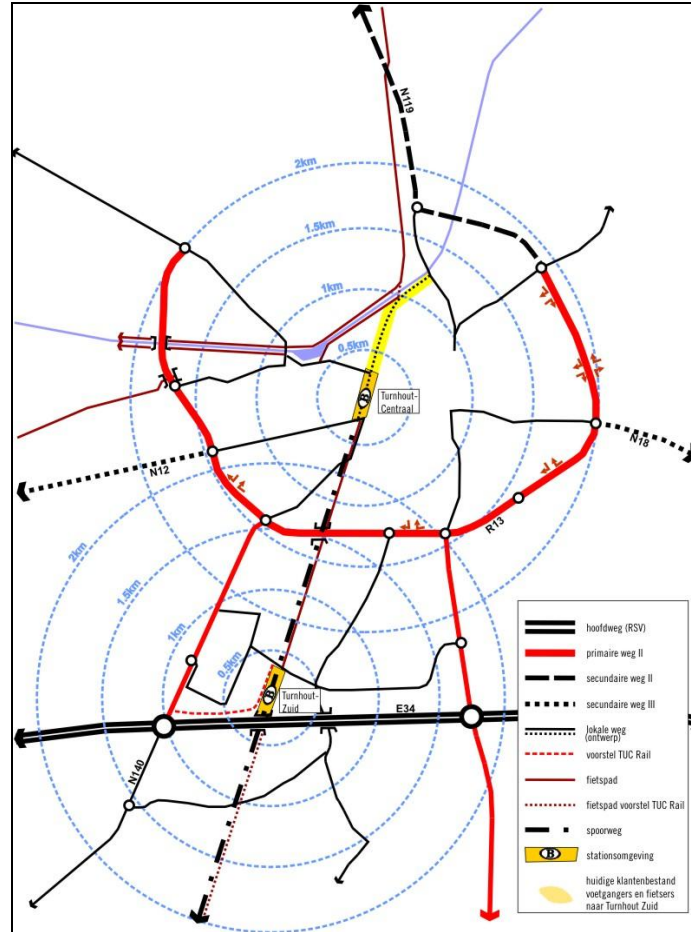 N119
2km
1.5km
1km
0.5km
B
Turnhout-
Centraal
N18
N12
R13
2km
1.5km
1km
0.5km
B
Turnhout-
Zuid
E34
N140
hoofdweg (RSV)
primaire weg II
secundaire weg II
secundaire weg III
lokale weg
(ontwerp)
voorstel TUC Rail
fietspad
fietspad voorstel TUC Rail
spoorweg
B
stationsomgeving
huidige klantenbestand
voetgangers en fietsers
naar Turnhout Zuid